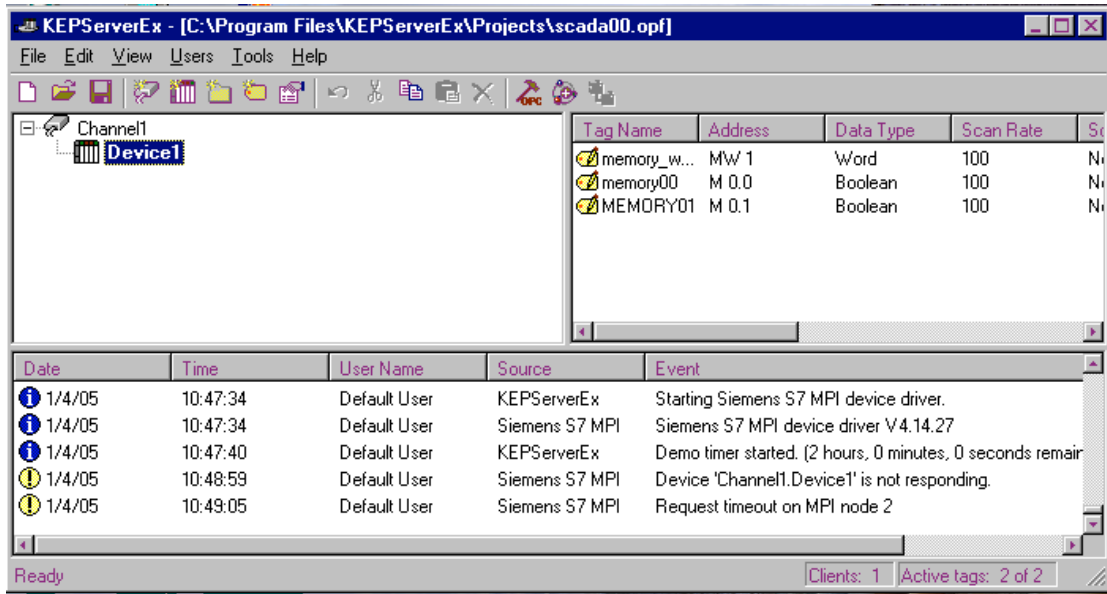 KEPServerEx - [C:\Program Files\KEPServerEx\Projects\scada00.opf]
File Edit View Users Tools Help
OPC
Channel1
Device1
Tag Name Address Data Type Scan Rate Sc
memory_w... MW 1 Word 100
memory00 M 0.0 Boolean 100
MEMORY01 M 0.1 Boolean 100
Date Time User Name Source Event
1/4/05 10:47:34 Default User KEPServerEx Starting Siemens S7 MPI device driver.
1/4/05 10:47:34 Default User Siemens S7 MPI Siemens S7 MPI device driver V4.14.27
1/4/05 10:47:40 Default User KEPServerEx Demo timer started. (2 hours, 0 minutes, 0 seconds remain
1/4/05 10:48:59 Default User Siemens S7 MPI Device 'Channel1.Device1' is not responding.
1/4/05 10:49:05 Default User Siemens S7 MPI Request timeout on MPI node 2
Ready Clients: 1 Active tags: 2 of 2